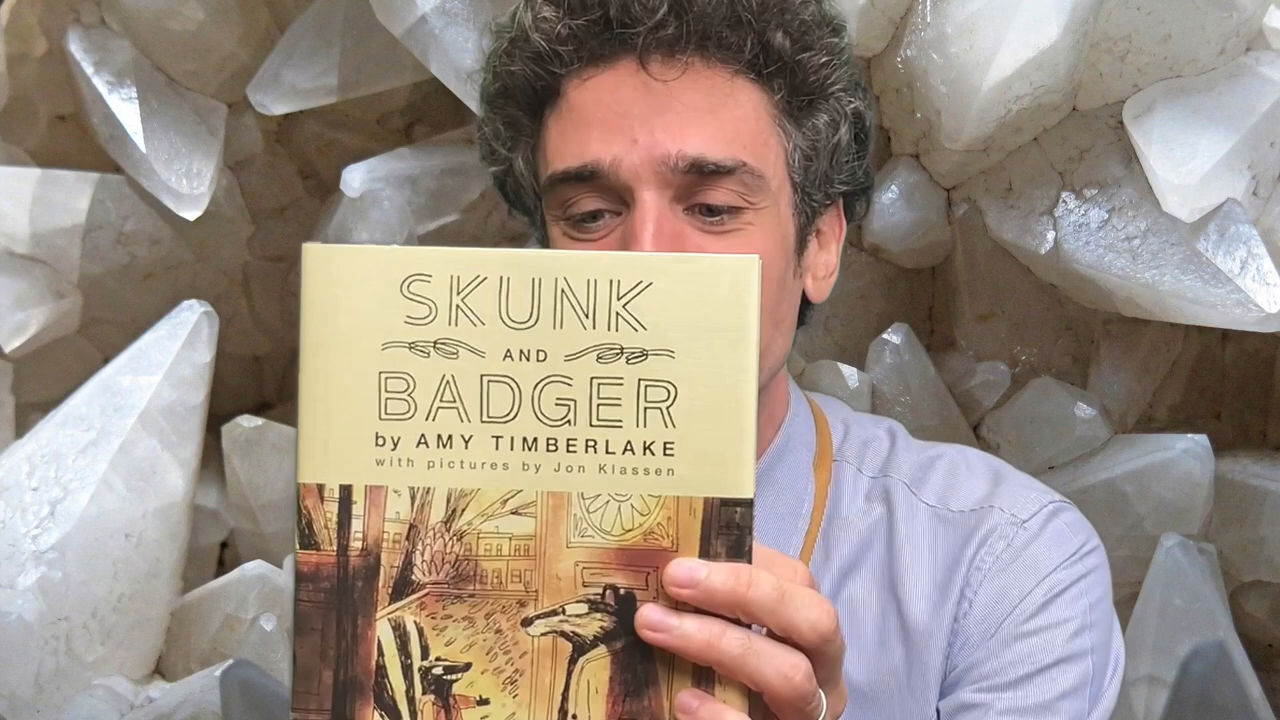 SKUNK
AND
BADGER
by AMY TIMBERLAKE
with pictures by Jon Klassen